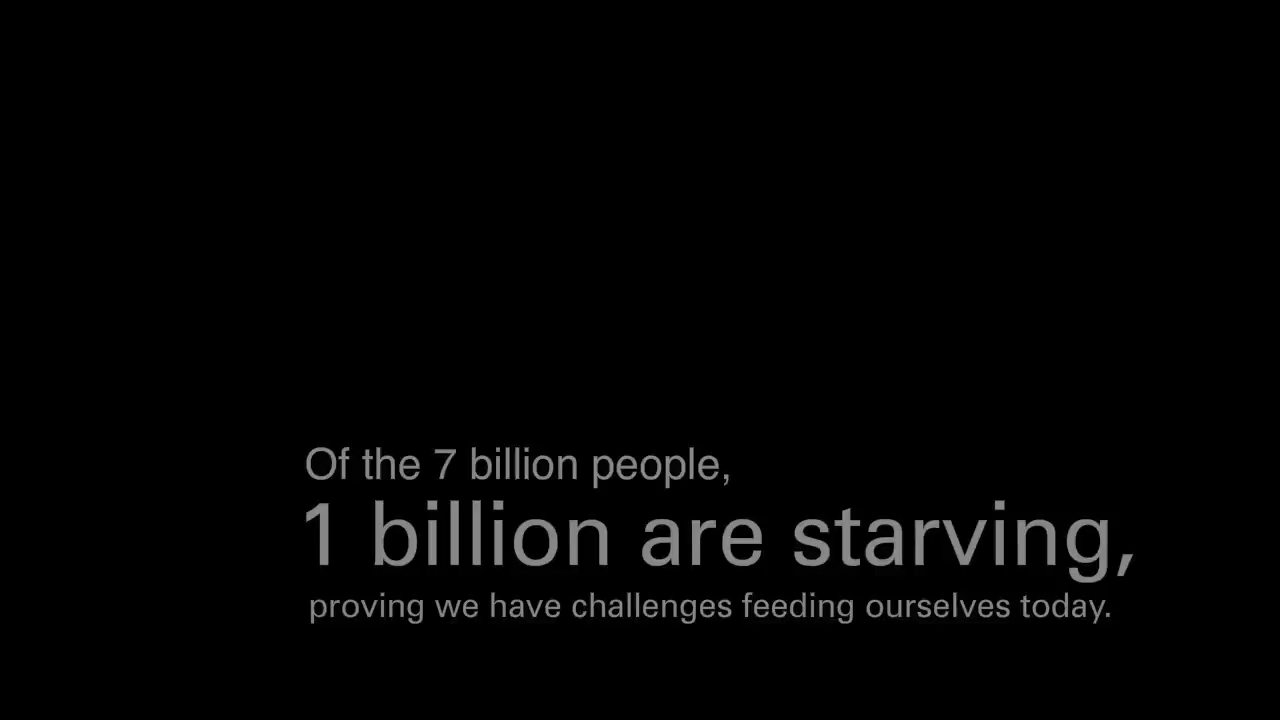 Of the 7 billion people,
1 billion are starving,
proving we have challenges feeding ourselves today.